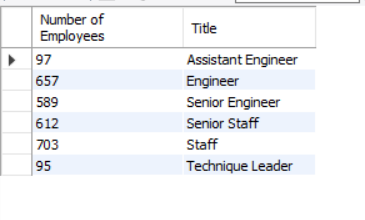 Number of
Employees Title
97 Assistant Engineer
657 Engineer
589 Senior Engineer
612 Senior Staff
703 Staff
95 Technique Leader